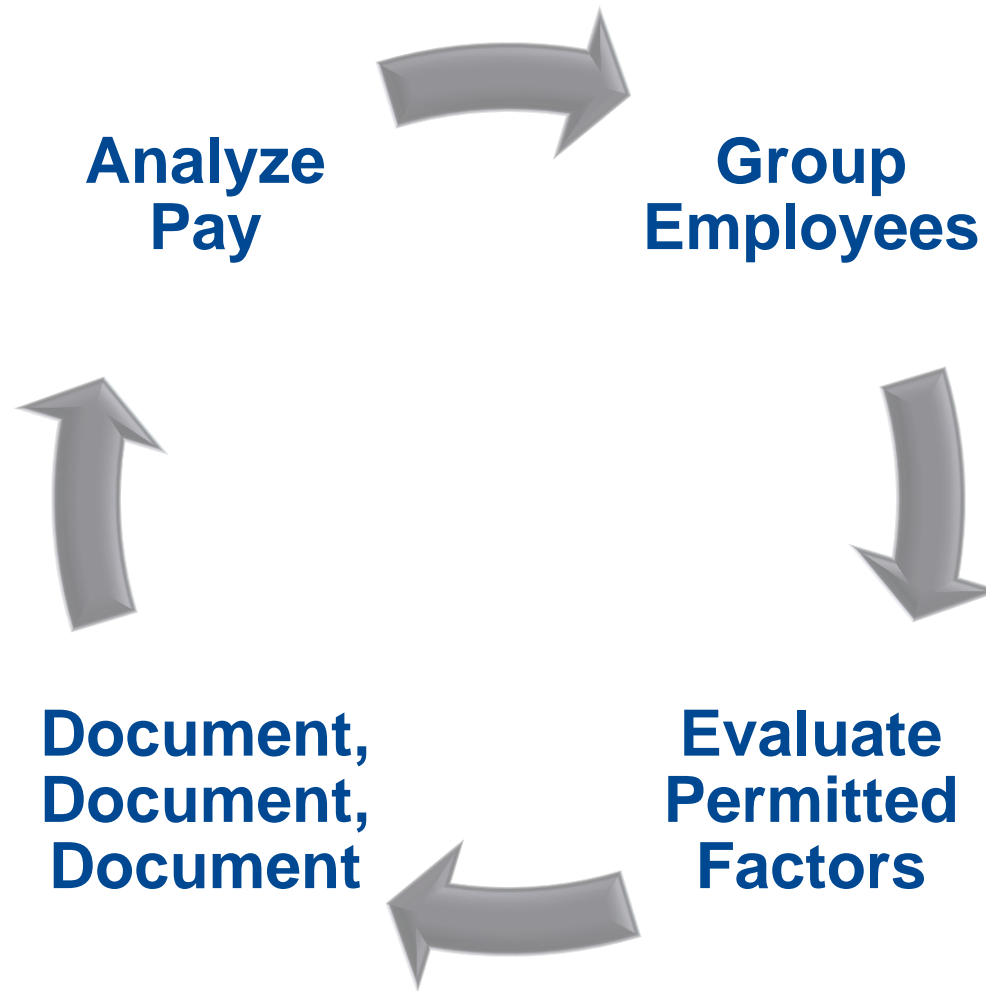 Analyze
Pay
Group
Employees
Evaluate
Permitted
Factors
Document,
Document,
Document